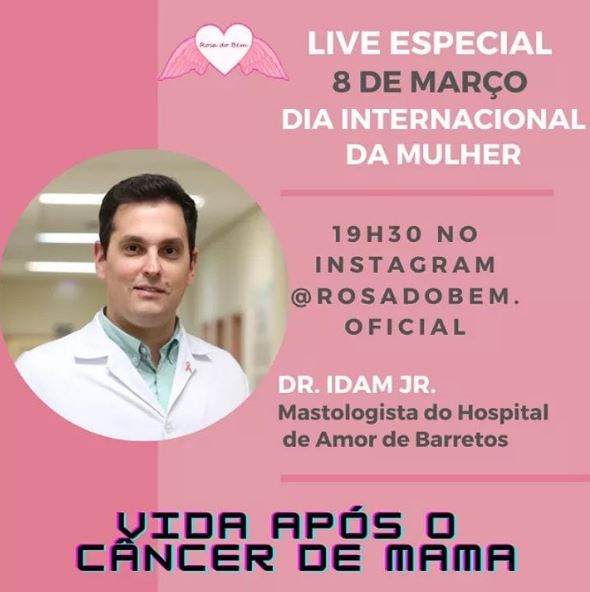 Rosa do Bem
LIVE ESPECIAL
8 DE MARÇO
DIA INTERNACIONAL
DA MULHER
19H30 NO
INSTAGRAM
@ROSADOBEM.
OFICIAL
DR. IDAM JR.
Mastologista do Hospital
de Amor de Barretos
VIDA APÓS O
CÂNCER DE MAMA